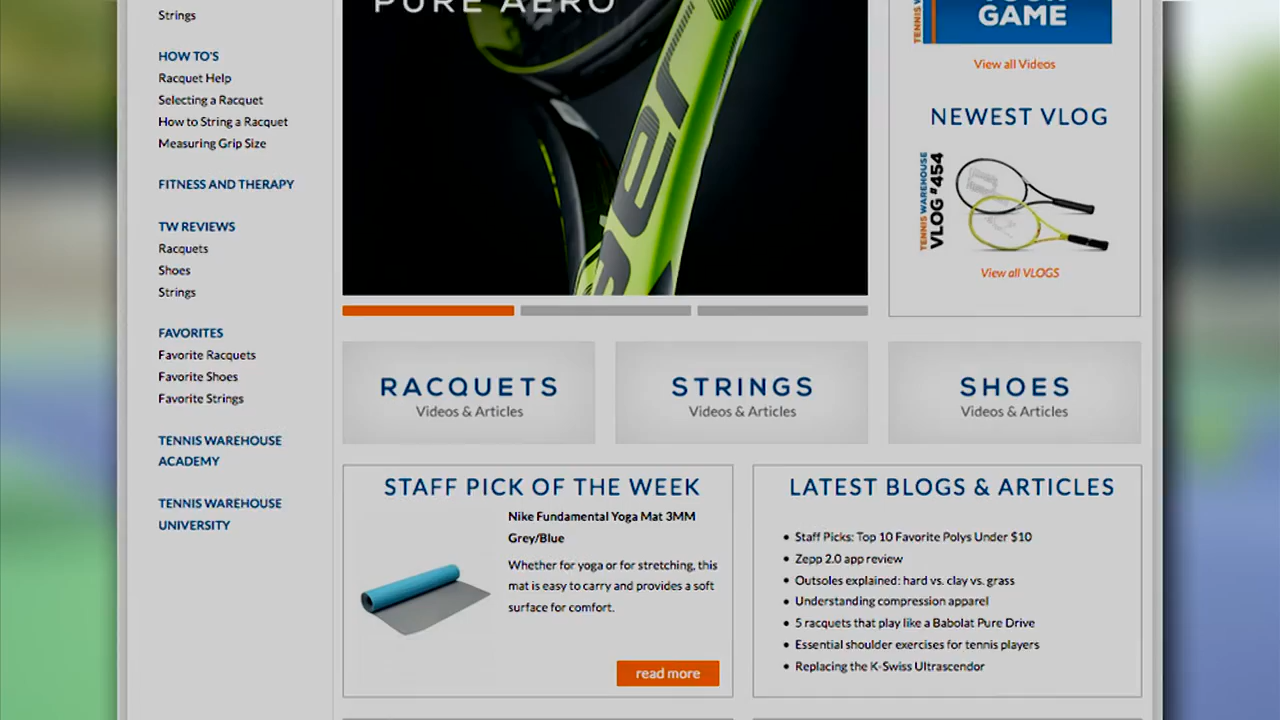 Strings
HOW TO'S
Racquet Help
Selecting a Racquet
How to String a Racquet
Measuring Grip Size
FITNESS AND THERAPY
TW REVIEWS
Racquets
Shoes
Strings
FAVORITES
Favorite Racquets
Favorite Shoes
Favorite Strings
TENNIS WAREHOUSE
ACADEMY
TENNIS WAREHOUSE
UNIVERSITY
PURE AERO
aer
GAME
View all Videos
NEWEST VLOG
TENNIS WAREHOUSE
VLOG #454
View all VLOGS
RACQUETS
Videos & Articles
STRINGS
Videos & Articles
SHOES
Videos & Articles
STAFF PICK OF THE WEEK
Nike Fundamental Yoga Mat 3MM
Grey/Blue
Whether for yoga or for stretching, this
mat is easy to carry and provides a soft
surface for comfort.
read more
LATEST BLOGS & ARTICLES
• Staff Picks: Top 10 Favorite Polys Under $10
• Zepp 2.0 app review
• Outsoles explained: hard vs. clay vs. grass
• Understanding compression apparel
• 5 racquets that play like a Babolat Pure Drive
• Essential shoulder exercises for tennis players
• Replacing the K-Swiss Ultrascendor